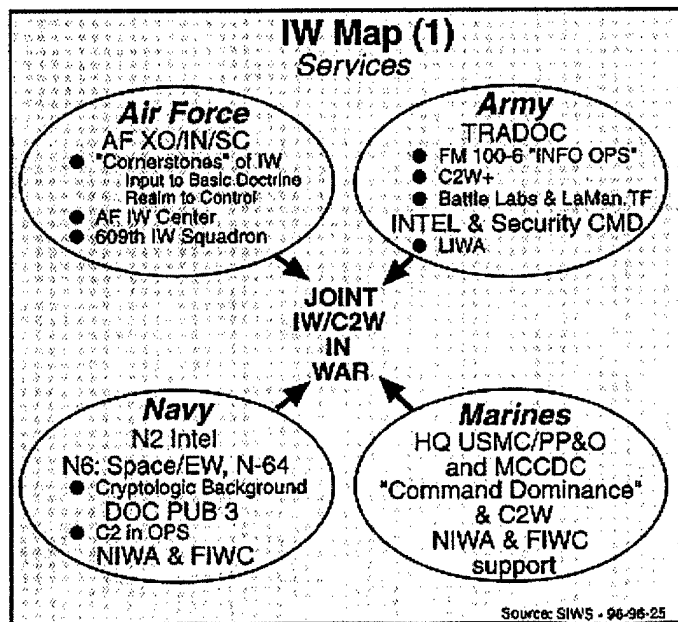 IW Map (1)
Services
Air Force
AF XO/IN/SC
● "Cornerstones" of IW
Input to Basic Doctrine
Realm to Control
● AF IW Center
● 609th IW Squadron
Army
TRADOC
● FM 100-6 "INFO OPS"
● C2W+
● Battle Labs & LaMan.TF
INTEL & Security CMD
● LIWA
JOINT
IW/C2W
IN
WAR
Navy
N2 Intel
N6: Space/EW, N-64
● Cryptologic Background
DOC PUB 3
● C2 in OPS
NIWA & FIWC
Marines
HQ USMC/PP&O
and MCCDC
"Command Dominance"
& C2W
NIWA & FIWC
support
Source: SIWS - 96-96-25